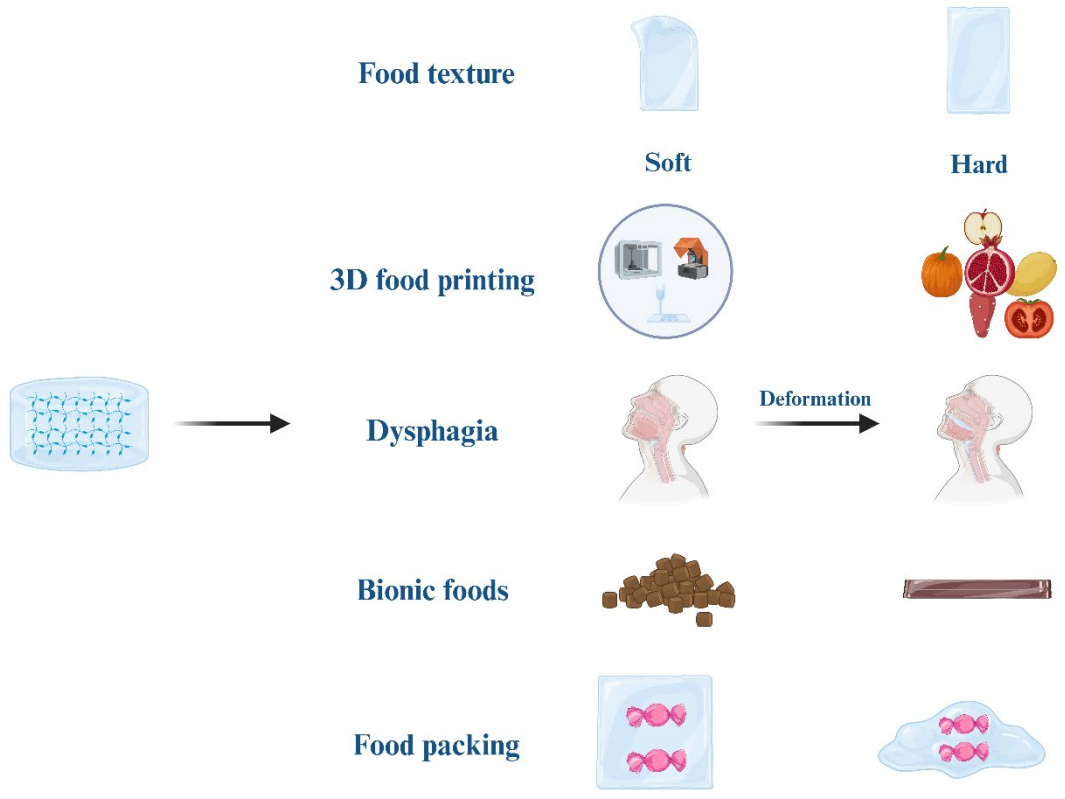 Food texture
Soft
Hard
3D food printing
Dysphagia
Deformation
Bionic foods
Food packing